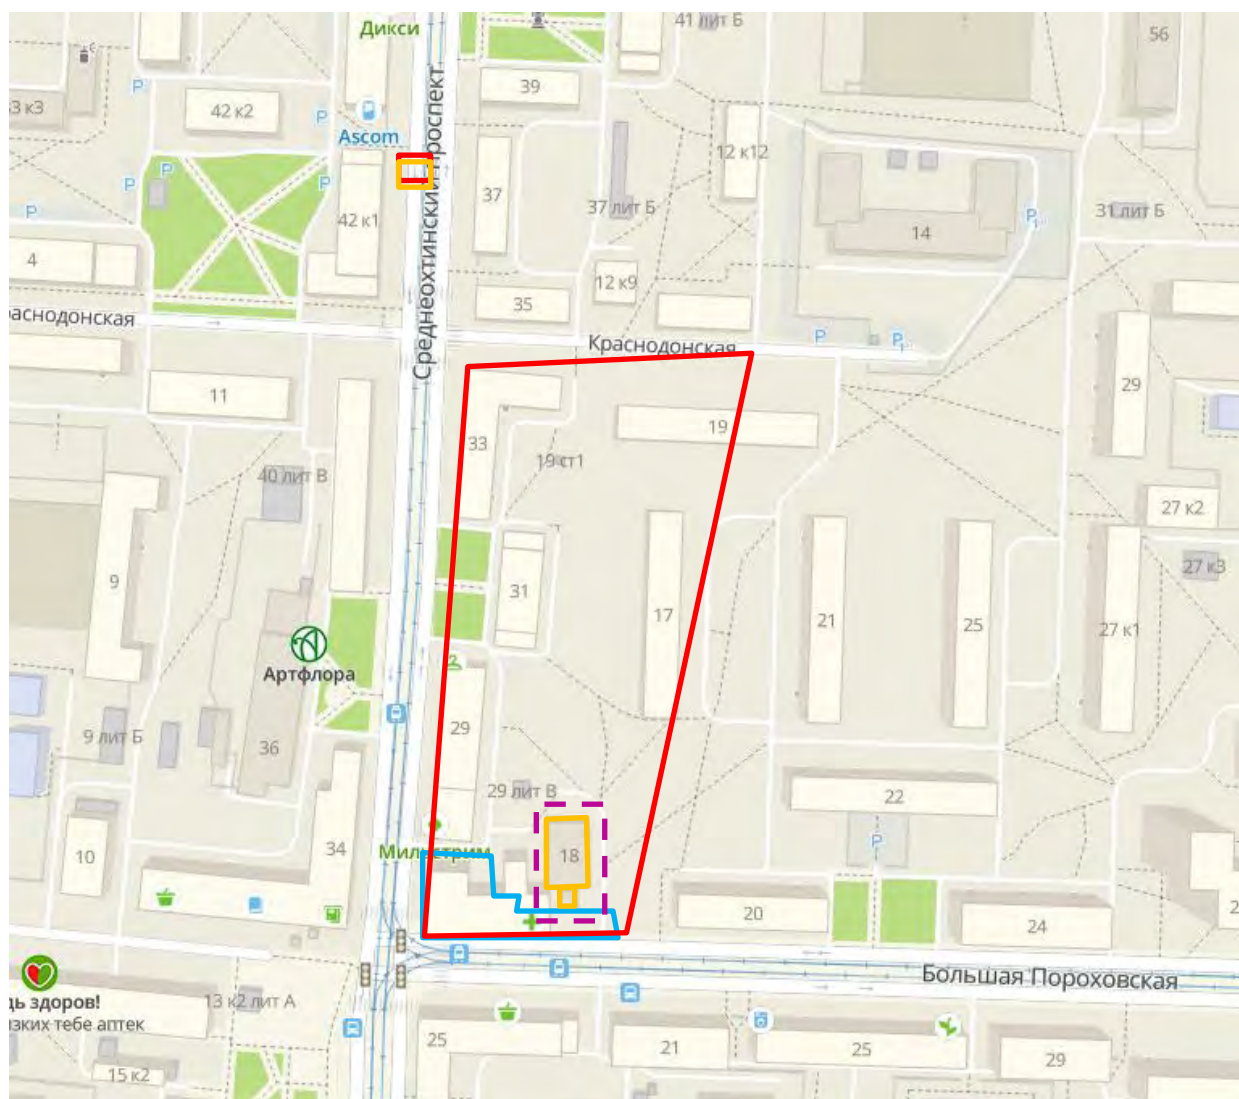 Дикси
41 лит Б
56
39
3 к3
42 к2
Ascom
12 к12
37
37 лит Б
42 к1
31 лит Б
14
4
12 к9
35
Среднеохтинский проспект
раснодонская
Краснодонская
29
11
19
33
19 ст1
40 лит В
27 к2
27 к3
9
31
17
21
25
27 к1
Артфлора
29
36
9 лит Б
29 лит В
22
34
Мильстрим
18
10
20
24
2
Большая Пороховская
дь здоров!
зких тебе аптек
13 к2 лит А
25
21
25
29
15 к2